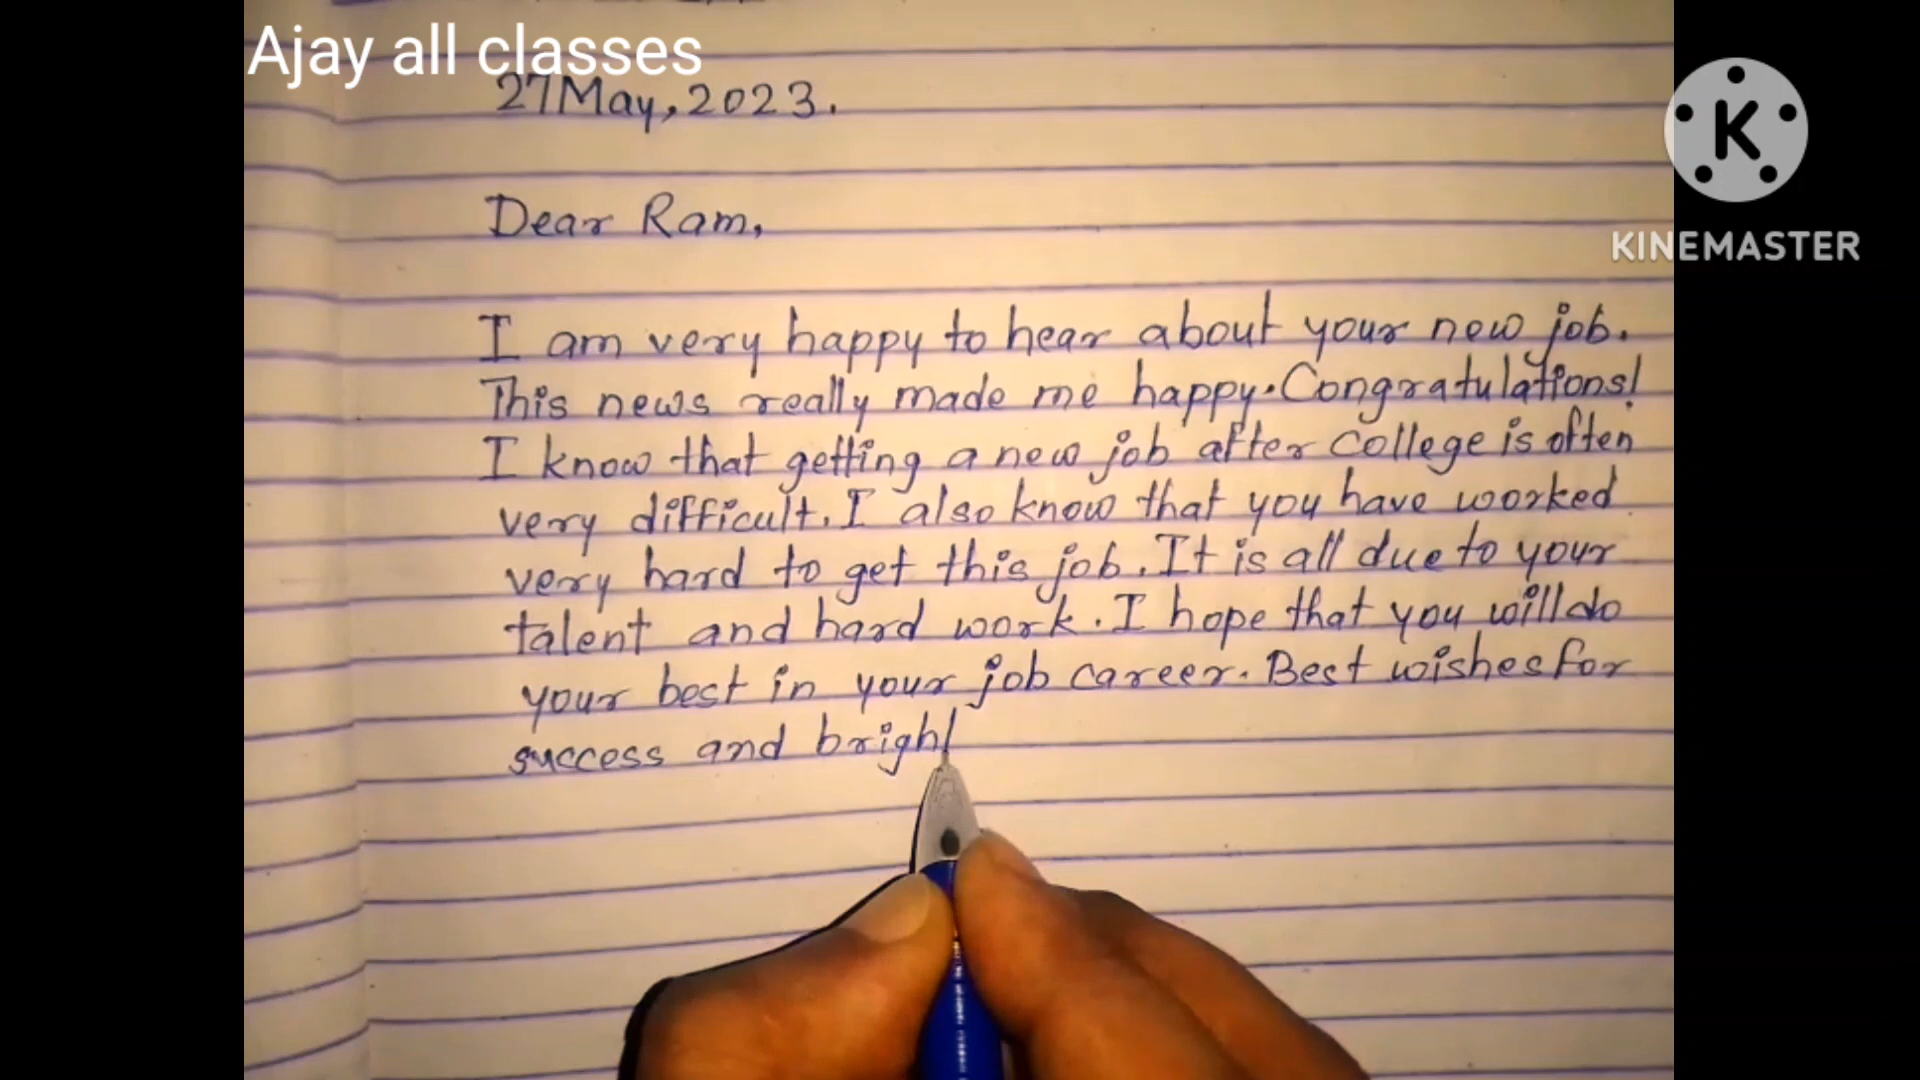 Ajay all classes
27 May, 2023.
K
KINEMASTER
Dear Ram,
I am very happy to hear about your new job.
This news really made me happy. Congratulations!
I know that getting a new job after college is often
very difficult. I also know that you have worked
very hard to get this job. It is all due to your
talent and hard work. I hope that you will do
your best in your job career. Best wishes for
success and brigh